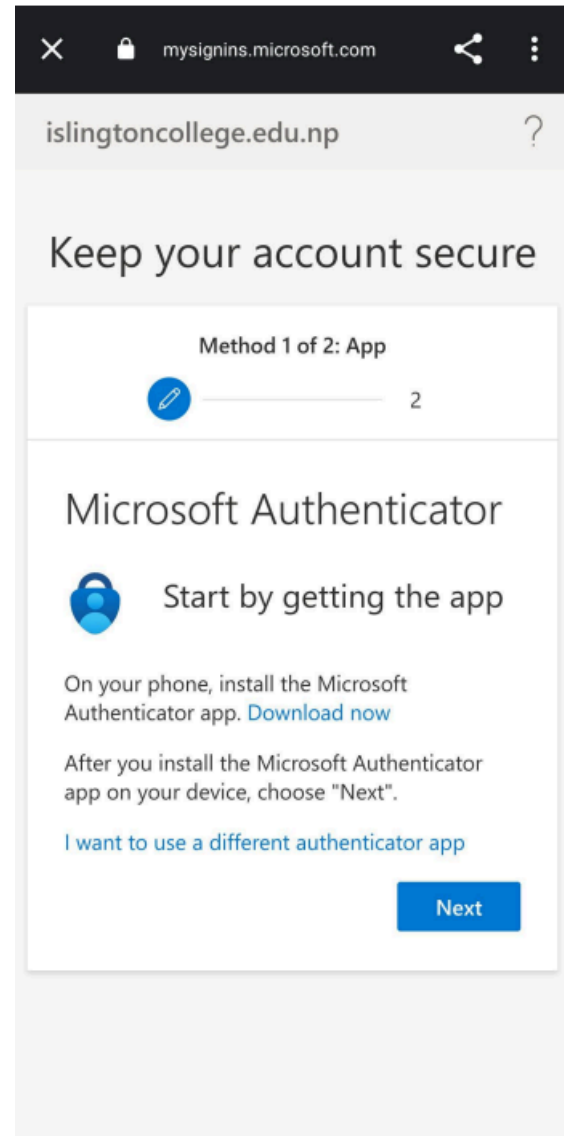 mysignins.microsoft.com
islingtoncollege.edu.np ?
Keep your account secure
Method 1 of 2: App
2
Microsoft Authenticator
Start by getting the app
On your phone, install the Microsoft
Authenticator app. Download now
After you install the Microsoft Authenticator
app on your device, choose "Next".
I want to use a different authenticator app
Next